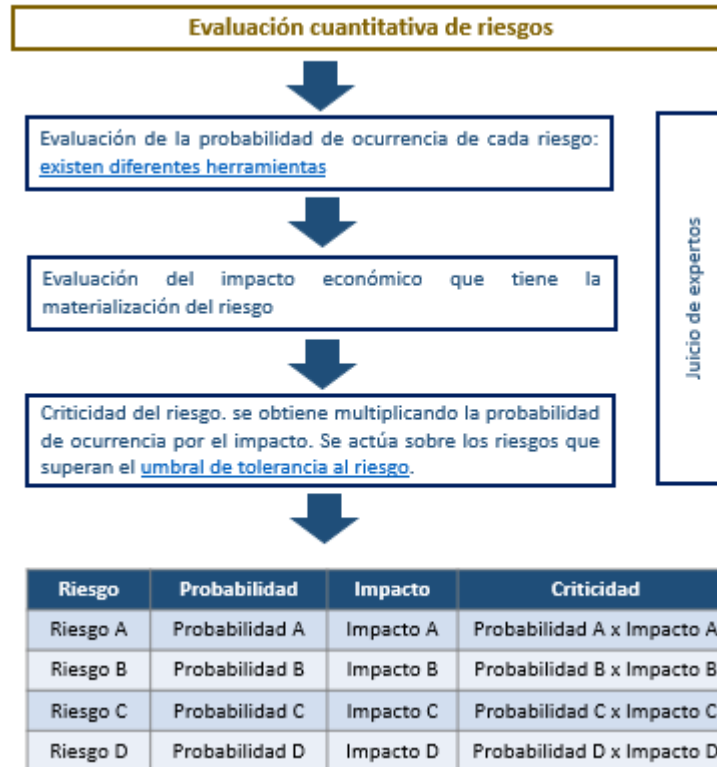 Evaluación cuantitativa de riesgos
Evaluación de la probabilidad de ocurrencia de cada riesgo:
existen diferentes herramientas
Evaluación del impacto económico que tiene la
materialización del riesgo
Criticidad del riesgo. se obtiene multiplicando la probabilidad
de ocurrencia por el impacto. Se actúa sobre los riesgos que
superan el umbral de tolerancia al riesgo.
Juicio de expertos
Riesgo Probabilidad Impacto Criticidad
Riesgo A Probabilidad A Impacto A Probabilidad A x Impacto A
Riesgo B Probabilidad B Impacto B Probabilidad B x Impacto B
Riesgo C Probabilidad C Impacto C Probabilidad C x Impacto C
Riesgo D Probabilidad D Impacto D Probabilidad D x Impacto D